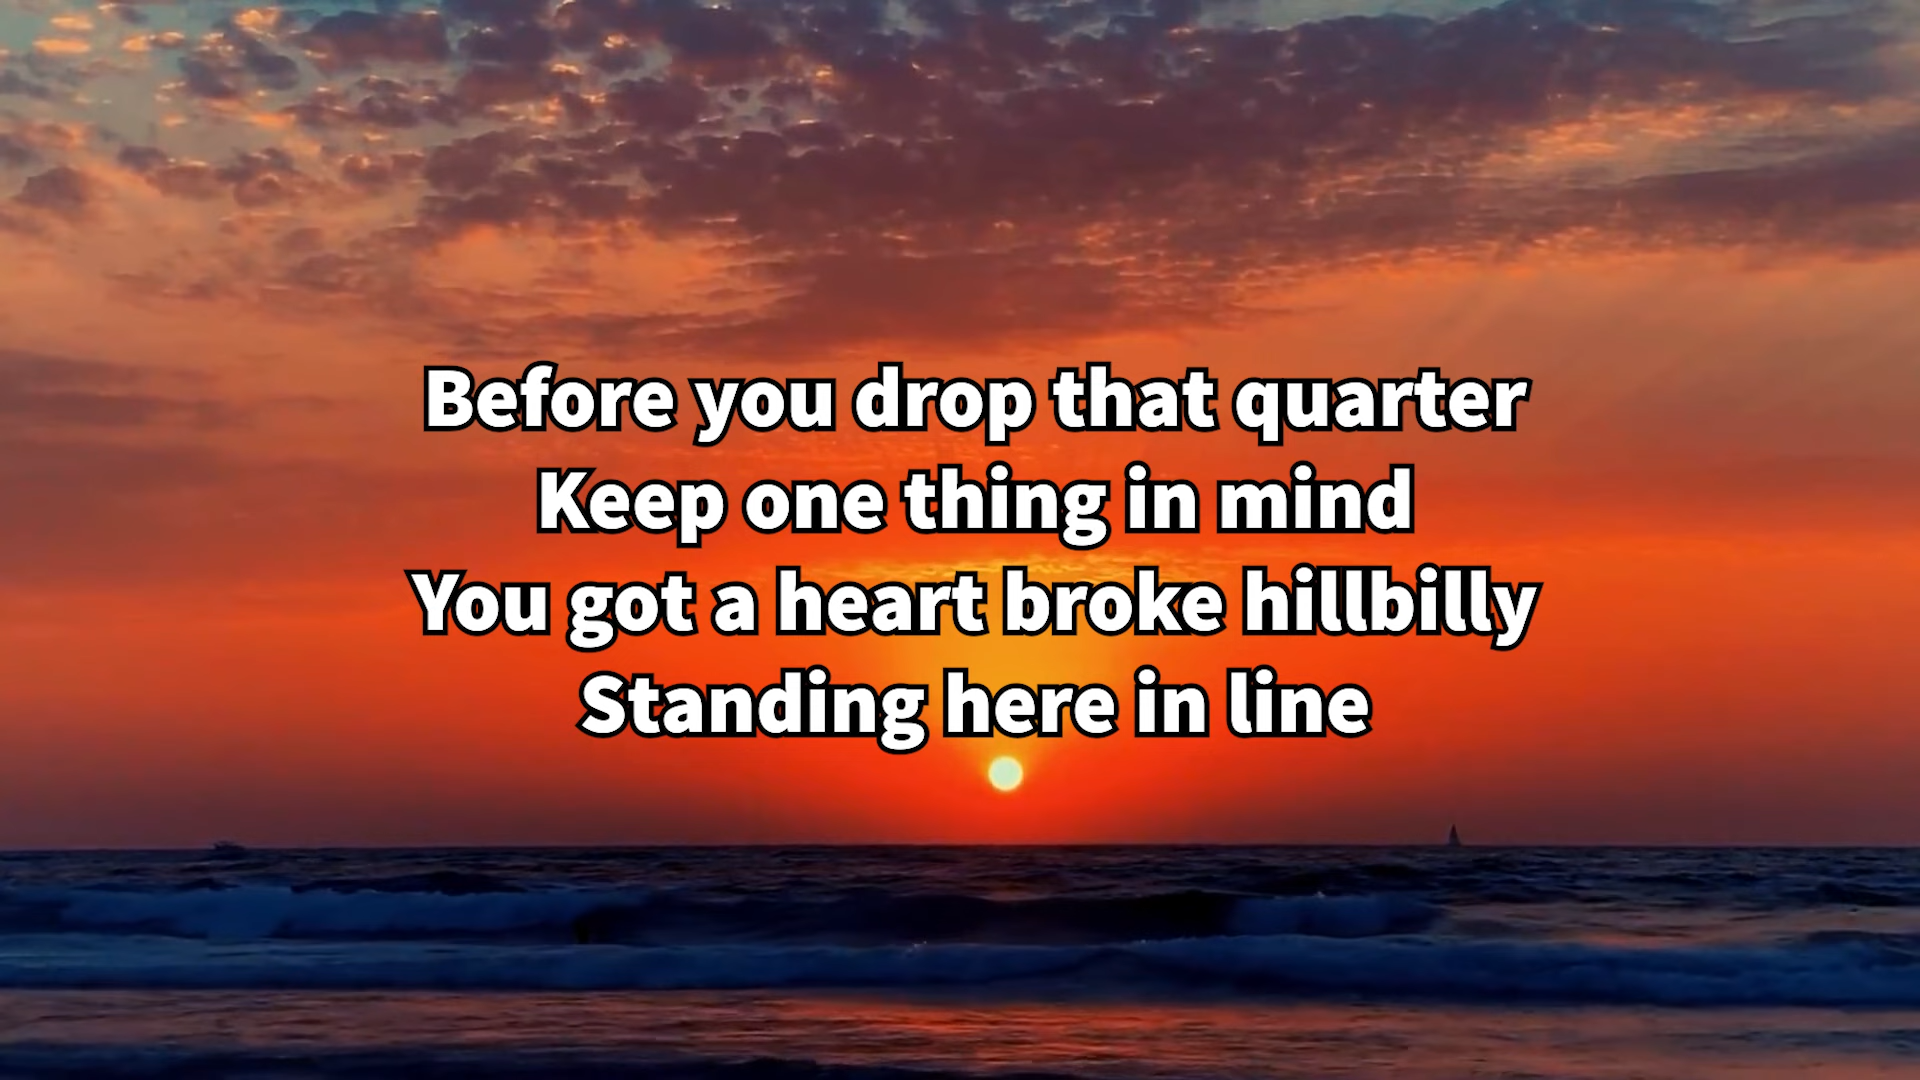 Before you drop that quarter
Keep one thing in mind
You got a heart broke hillbilly
Standing here in line